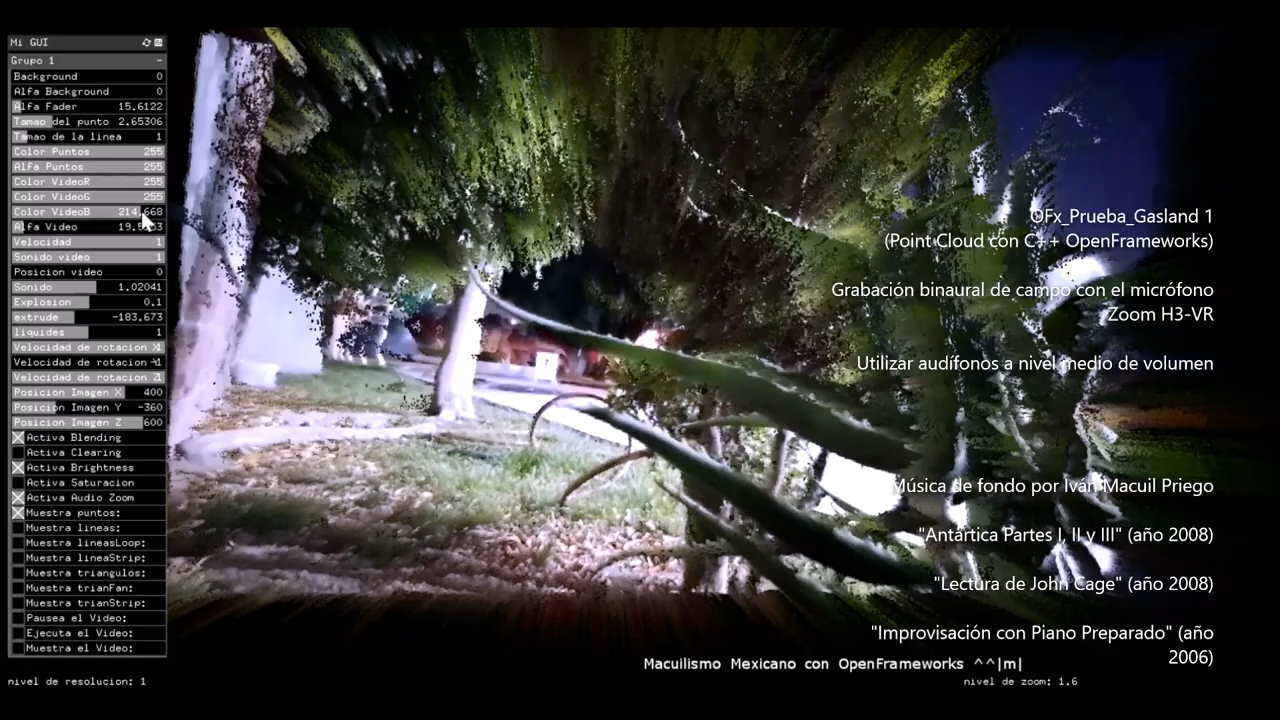 Mi GUI
Grupo 1 -
Background 0
Alfa Background 0
Alfa Fader 15.6122
Tamao del punto 2.65306
Tamao de la linea 1
Color Puntos 255
Alfa Puntos 255
Color VideoR 255
Color VideoG 255
Color VideoB 214.668
Alfa Video
Velocidad 1
Sonido video 1
Posicion video 0
Sonido 1.02041
Explosion 0.1
extrude -183.673
liquides 1
Velocidad de rotacion
Velocidad de rotacion
Velocidad de rotacion
Posicion Imagen X 400
Posicion Imagen Y -360
Posicion Imagen Z 600
Activa Blending
Activa Clearing
Activa Brightness
Activa Saturacion
Activa Audio Zoom
Muestra puntos:
Muestra lineas:
Muestra lineasLoop:
Muestra lineaStrip:
Muestra triangulos:
Muestra trianFan:
Muestra trianStrip:
Pausea el Video:
Ejecuta el Video:
Muestra el Video:
nivel de resolucion: 1
OFx_Prueba_Gasland 1
(Point Cloud con C++ OpenFrameworks)
Grabación binaural de campo con el micrófono
Zoom H3-VR
Utilizar audífonos a nivel medio de volumen
Música de fondo por Iván Macuil Priego
"Antártica Partes I, II y III" (año 2008)
"Lectura de John Cage" (año 2008)
"Improvisación con Piano Preparado" (año
2006)
Macuilismo Mexicano con OpenFrameworks ^^|m|
nivel de zoom: 1.6